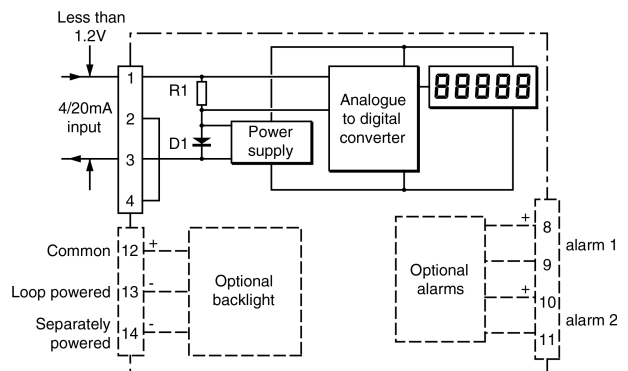 Less than
1.2V
1
R1
4/20mA
input
2
D1
3
4
Power
supply
Analogue
to digital
converter
88888
Common
12
+
Loop powered
13
-
Separately
powered
14
-
Optional
backlight
Optional
alarms
+
8
alarm 1
9
+
10
alarm 2
11